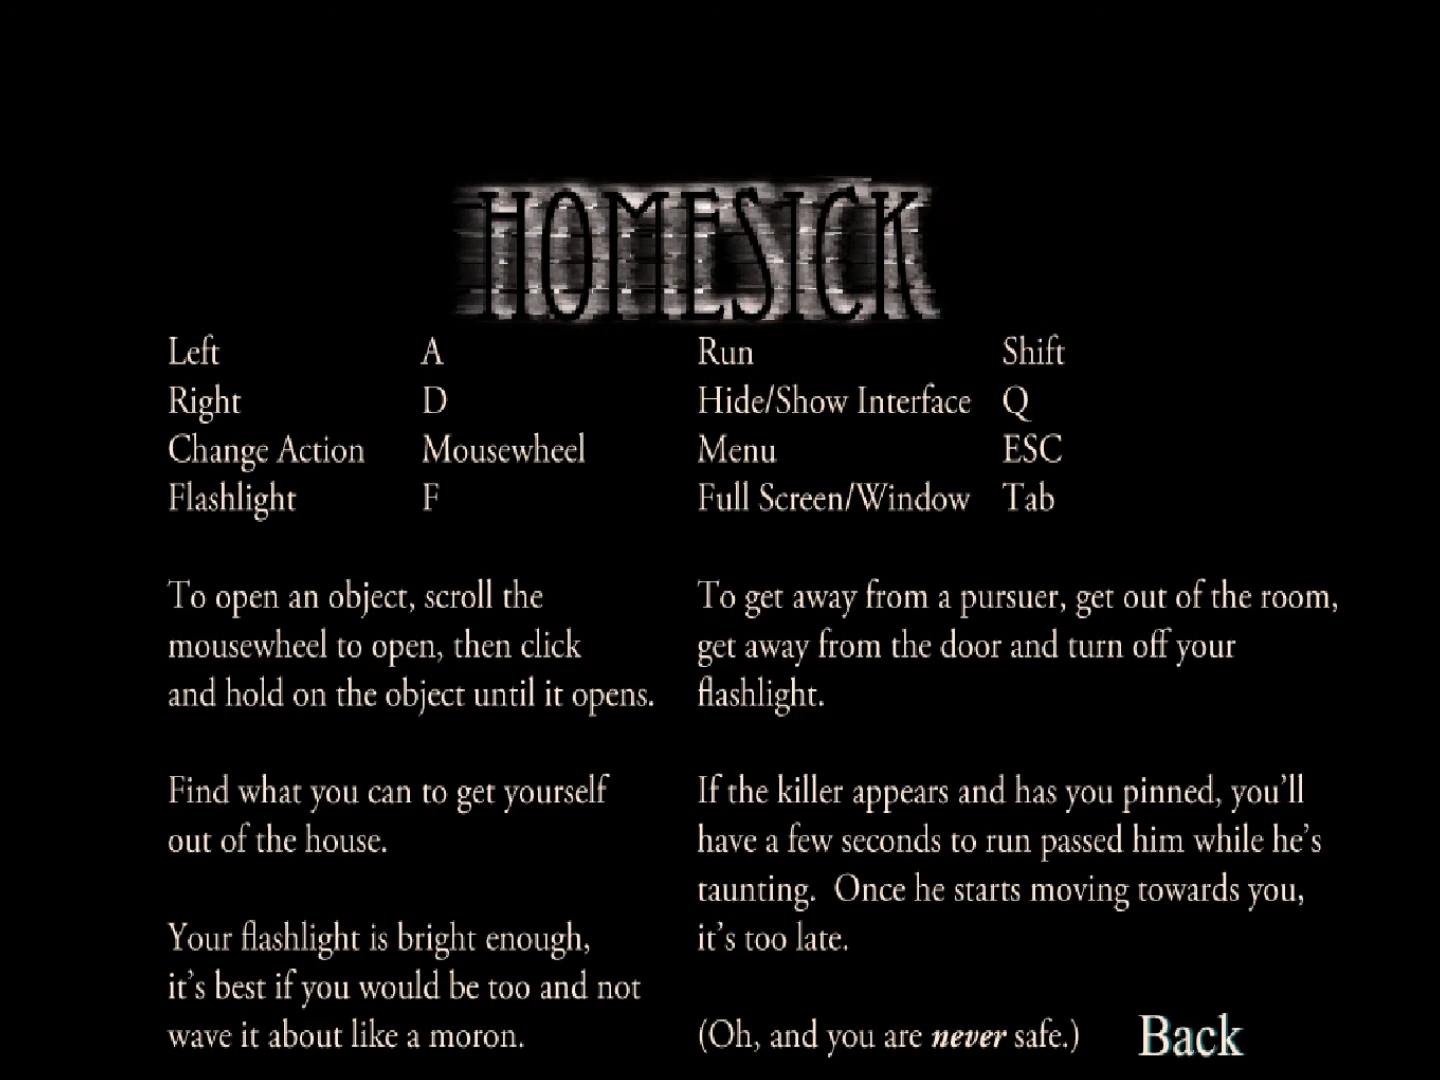 HOMESICK
Left A Run Shift
Right D Hide/Show Interface Q
Change Action Mousewheel Menu ESC
Flashlight F Full Screen/Window Tab
To open an object, scroll the
mousewheel to open, then click
and hold on the object until it opens.
Find what you can to get yourself
out of the house.
Your flashlight is bright enough,
it's best if you would be too and not
wave it about like a moron.
To get away from a pursuer, get out of the room,
get away from the door and turn off your
flashlight.
If the killer appears and has you pinned, you'll
have a few seconds to run passed him while he's
taunting.  Once he starts moving towards you,
it's too late.
(Oh, and you are never safe.)
Back